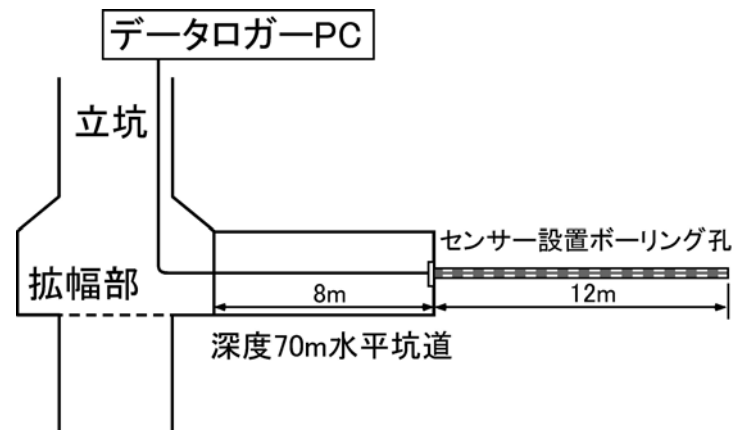 データロガーPC
立坑
センサー設置ボーリング孔
拡幅部
8m
12m
深度70m水平坑道